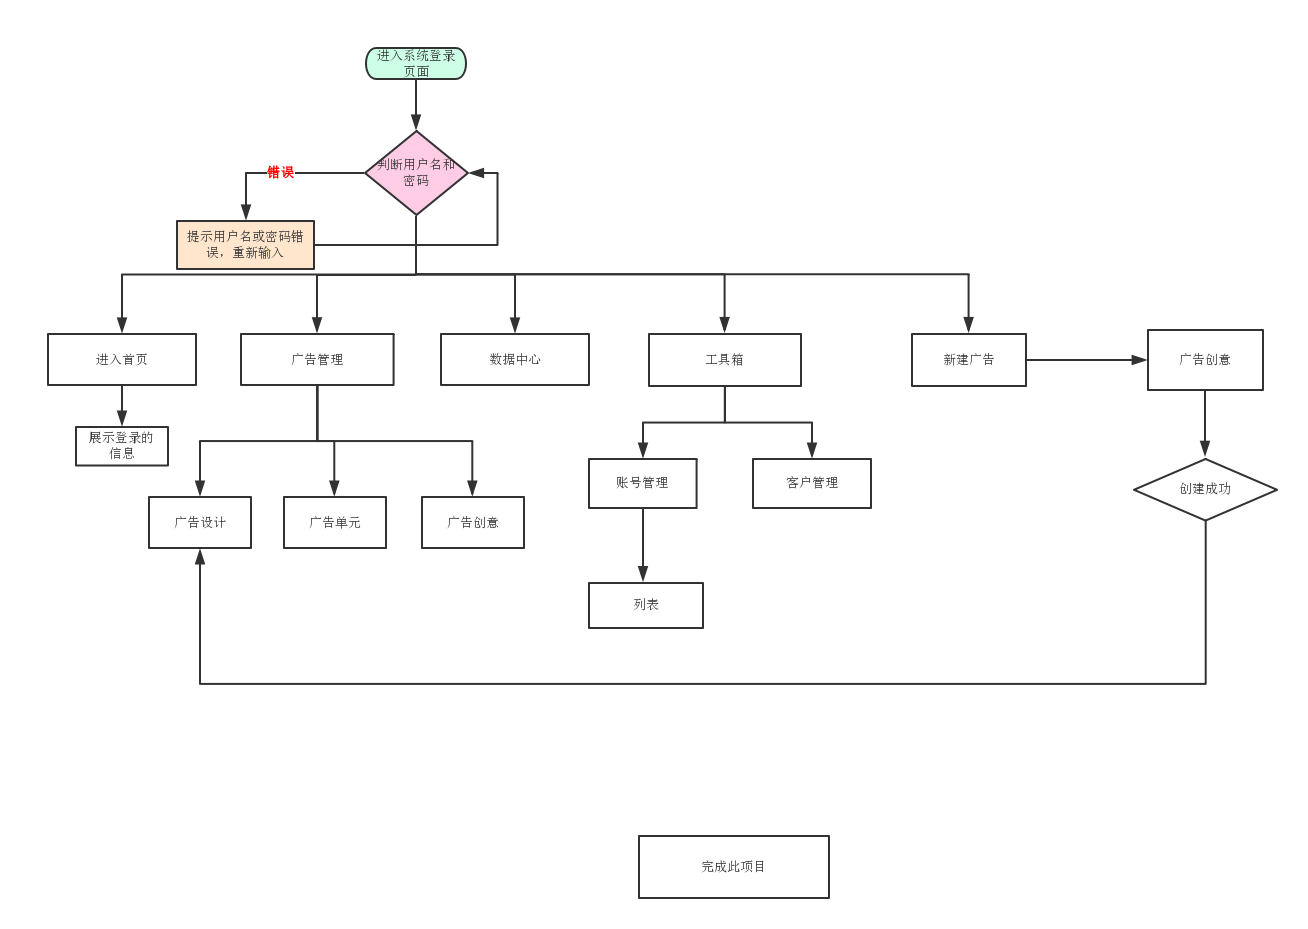 进入系统登录
页面
判断用户名和
密码
错误
提示用户名或密码错
误，重新输入
进入首页
广告管理
数据中心
工具箱
新建广告
广告创意
展示登录的
信息
账号管理
客户管理
创建成功
广告设计
广告单元
广告创意
列表
完成此项目